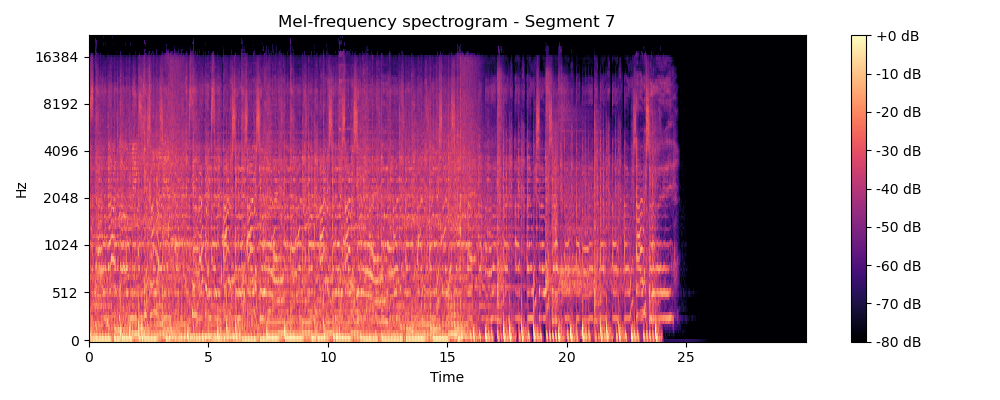 Mel-frequency spectrogram - Segment 7
Hz
16384
8192
4096
2048
1024
512
0
0 5 10 15 20 25
Time
+0 dB
-10 dB
-20 dB
-30 dB
-40 dB
-50 dB
-60 dB
-70 dB
-80 dB